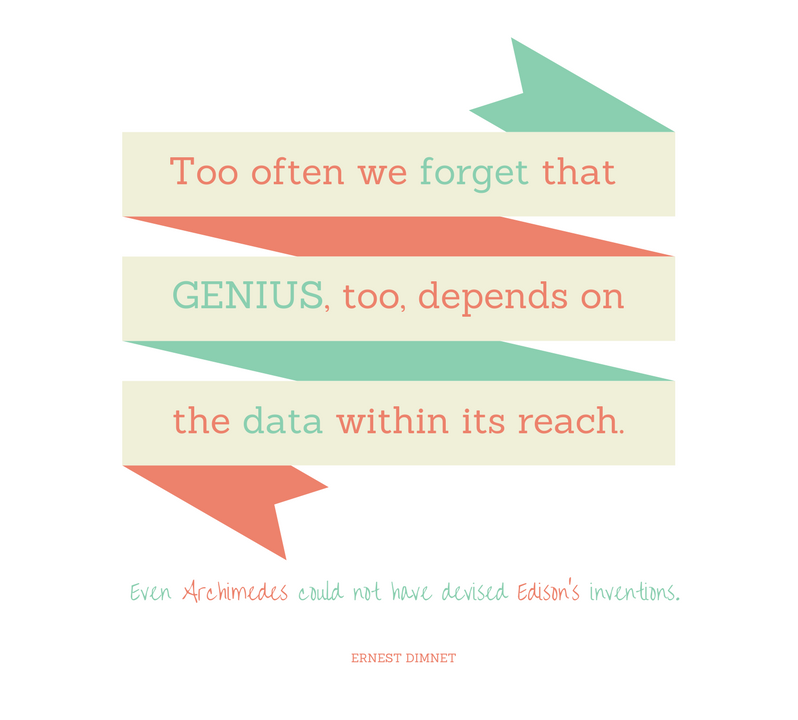 Too often we forget that
GENIUS, too, depends on
the data within its reach.
Even Archimedes could not have devised Edison's inventions.
ERNEST DIMNET